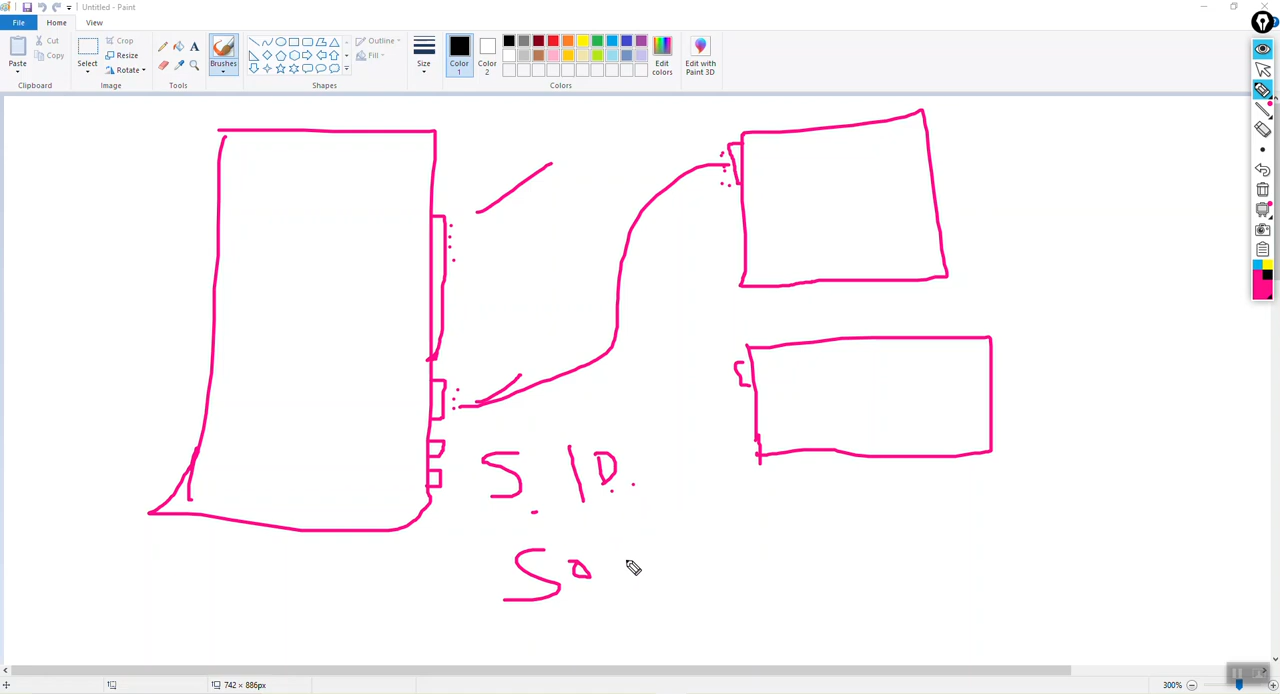 Untitled - Paint
File Home View
Paste Cut Copy
Select Crop Resize Rotate
Brushes
Outline
Fill
Size
Color 1
Color 2
Edit colors
Edit with Paint 3D
Clipboard Image Tools Shapes Colors
S. ID.
So
742 × 886px
300%